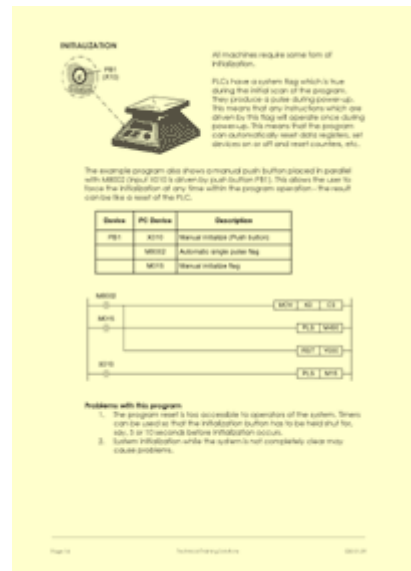 INITIALIZATION
PB1
(X10)
All machines require some form of
initialization.
PLCs have a system flag which is true
during the initial scan of the program.
They produce a pulse during power-up.
This means that any instructions which are
driven by this flag will operate once during
power-up. This means that the program
can automatically reset data registers, set
devices on or off and reset counters, etc.
The example program also shows a manual push button placed in parallel
with M8002 (input X010 is driven by push button PB1). This allows the user to
force the initialization at any time within the program operation - the result
can be like a reset of the PLC.
Device PC Device Description
PB1 X010 Manual initialize (Push button)
M8002 Automatic single pulse flag
M015 Manual initialize flag
M8002
MOV K0
M015
PLS
RST
X010
PLS M15
Problems with this program:
1. The program reset is too accessible to operators of the system. Timers
can be used so that the initialization button has to be held shut for,
say, 5 or 10 seconds before initialization occurs.
2. System initialization while the system is not completely clear may
cause problems.
Technical Training Solutions